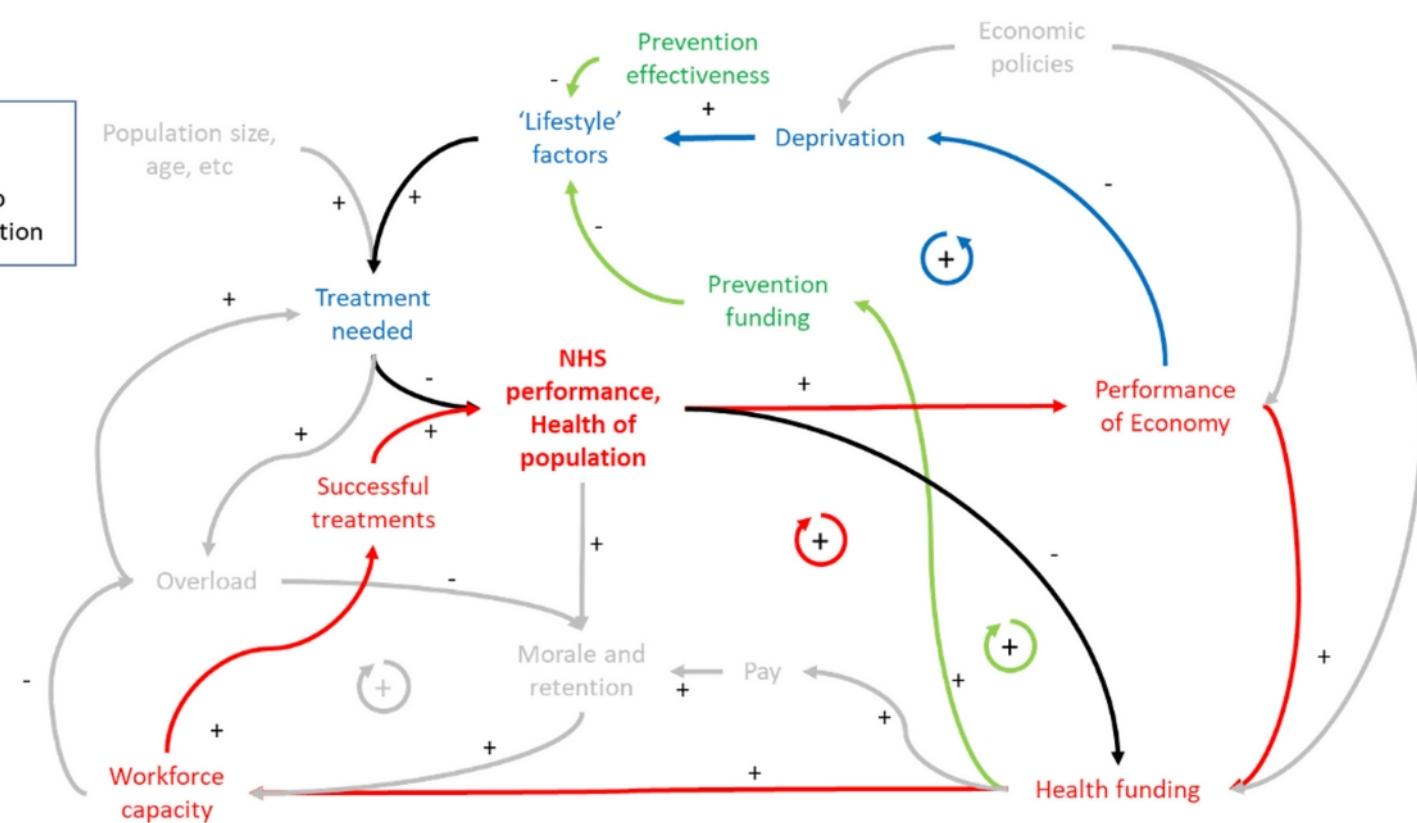 Economic
policies
Prevention
effectiveness
-
+
'Lifestyle'
factors
Deprivation
Population size,
age, etc
tion
+
+
-
-
+
Prevention
funding
+
Treatment
needed
NHS
performance,
Health of
population
-
+
Performance
of Economy
+
+
Successful
treatments
+
+
-
Overload
-
Morale and
retention
Pay
+
+
+
+
-
+
+
+
+
+
Workforce
capacity
Health funding